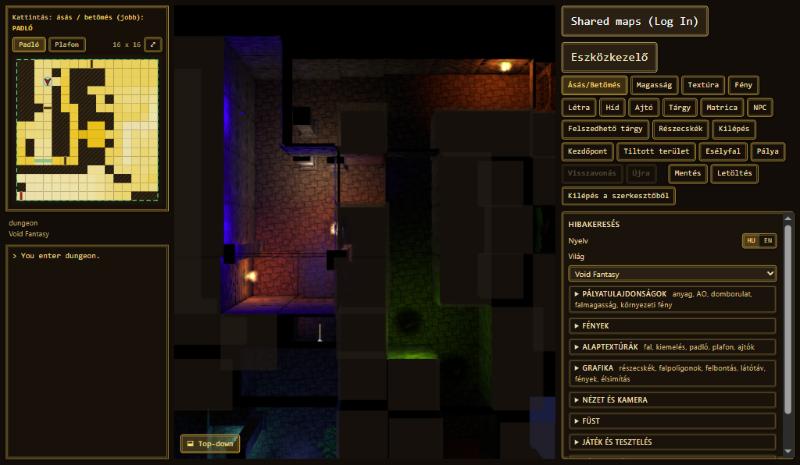 Kattintás: ásás / betömés (jobb):
PADLÓ
Padló Plafon 16 x 16
dungeon
Void Fantasy
> You enter dungeon.
Top-down
Shared maps (Log In)
Eszközkezelő
Ásás/Betömés Magasság Textúra Fény
Létra Híd Ajtó Tárgy Matrica NPC
Felszedhető tárgy Részecskék Kilépés
Kezdőpont Tiltott terület Esélyfal Pálya
Visszavonás Újra Mentés Letöltés
Kilépés a szerkesztőből
HIBAKERESÉS
Nyelv HU EN
Világ
Void Fantasy
► PÁLYATULAJDONSÁGOK anyag, AO, domborulat,
falmagasság, környezeti fény
► FÉNYEK
► ALAPTEXTÚRÁK fal, kiemelés, padló, plafon, ajtók
► GRAFIKA részecskék, falpoligonok, felbontás, látótáv,
fények, élsimítás
► NÉZET ÉS KAMERA
► FÜST
► JÁTÉK ÉS TESZTELÉS